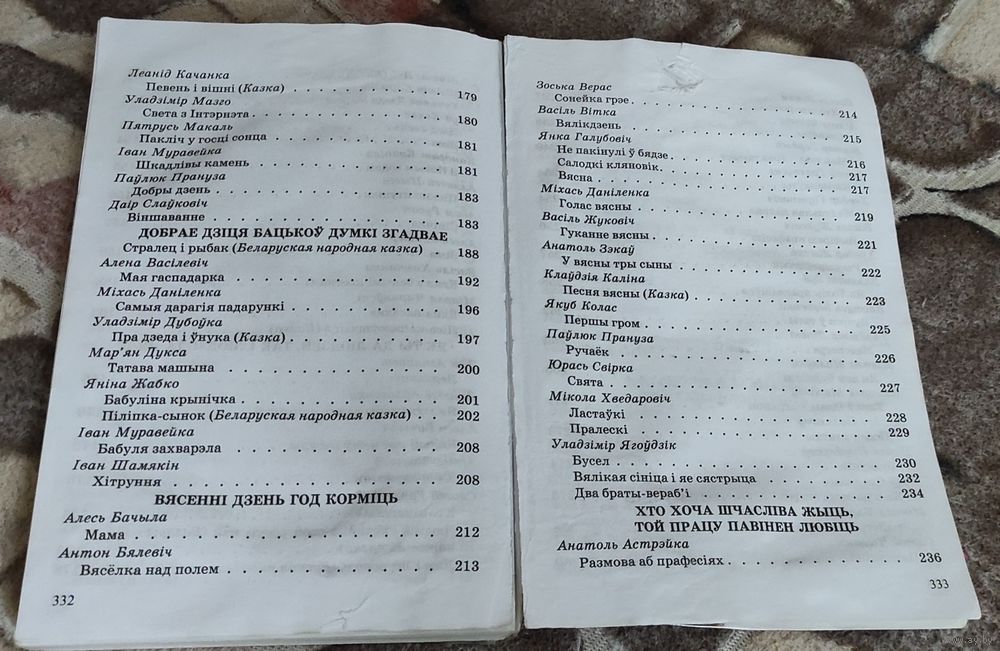 Леанід Качанка
Певень і вішні (Казка) . . . . . . . . . . 179
Уладзімір Мазго
Света з Інтэрнэта . . . . . . . . . . . . 180
Пятрусь Макаль
Пакліч у госці сонца . . . . . . . . . . . 181
Іван Муравейка
Шкадлівы камень . . . . . . . . . . . . 181
Паўлюк Прануза
Добры дзень . . . . . . . . . . . . . . 183
Даір Слаўковіч
Віншаванне . . . . . . . . . . . . . . 183
ДОБРАЕ ДЗІЦЯ БАЦЬКОЎ ДУМКІ ЗГАДВАЕ
Стралец і рыбак (Беларуская народная казка) . . 188
Алена Васілевіч
Мая гаспадарка . . . . . . . . . . . . . 192
Міхась Даніленка
Самыя дарагія падарункі . . . . . . . . . . 196
Уладзімір Дубоўка
Пра дзеда і ўнука (Казка) . . . . . . . . . . 197
Мар'ян Дукса
Татава машына . . . . . . . . . . . . . 200
Яніна Жабко
Бабуліна крынічка . . . . . . . . . . . . 201
Піліпка-сынок (Беларуская народная казка) . . 202
Іван Муравейка
Бабуля захварэла . . . . . . . . . . . . 208
Іван Шамякін
Хітруння . . . . . . . . . . . . . . . 208
ВЯСЕННІ ДЗЕНЬ ГОД КОРМІЦЬ
Алесь Бачыла
Мама . . . . . . . . . . . . . . . . . 212
Антон Бялевіч
Вясёлка над полем . . . . . . . . . . . . 213
332
Зоська Верас
Сонейка грэе . . . . . . . . . . . . . . 214
Васіль Вітка
Вялікдзень . . . . . . . . . . . . . . 215
Янка Галубовіч
Не пакінулі ў бядзе . . . . . . . . . . . . 216
Салодкі кляновік . . . . . . . . . . . . 217
Вясна . . . . . . . . . . . . . . . . 217
Міхась Даніленка
Голас вясны . . . . . . . . . . . . . . 219
Васіль Жуковіч
Гуканне вясны . . . . . . . . . . . . . 221
Анатоль Зэкаў
У вясны тры сыны . . . . . . . . . . . . 222
Клаўдзія Каліна
Песня вясны (Казка) . . . . . . . . . . . 223
Якуб Колас
Першы гром . . . . . . . . . . . . . . 225
Паўлюк Прануза
Ручаёк . . . . . . . . . . . . . . . . 226
Юрась Свірка
Свята . . . . . . . . . . . . . . . . 227
Мікола Хведаровіч
Ластаўкі . . . . . . . . . . . . . . . 228
Пралескі . . . . . . . . . . . . . . . 229
Уладзімір Ягоўдзік
Бусел . . . . . . . . . . . . . . . . 230
Вялікая сініца і яе сястрыца . . . . . . . . 232
Два браты-вераб'і . . . . . . . . . . . . 234
ХТО ХОЧА ШЧАСЛІВА ЖЫЦЬ,
ТОЙ ПРАЦУ ПАВІНЕН ЛЮБІЦЬ
Анатоль Астрэйка
Размова аб прафесіях . . . . . . . . . . . 236
333
www.ay.by